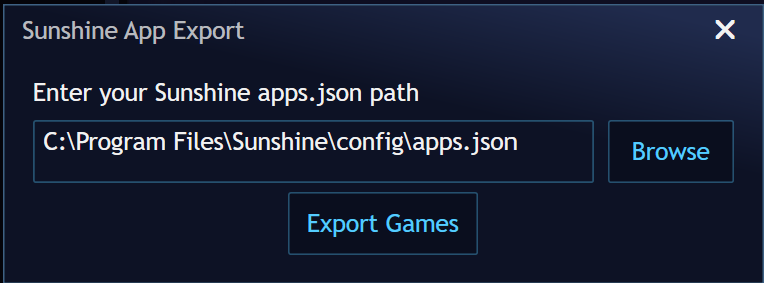 Sunshine App Export
Enter your Sunshine apps.json path
C:\Program Files\Sunshine\config\apps.json
Browse
Export Games